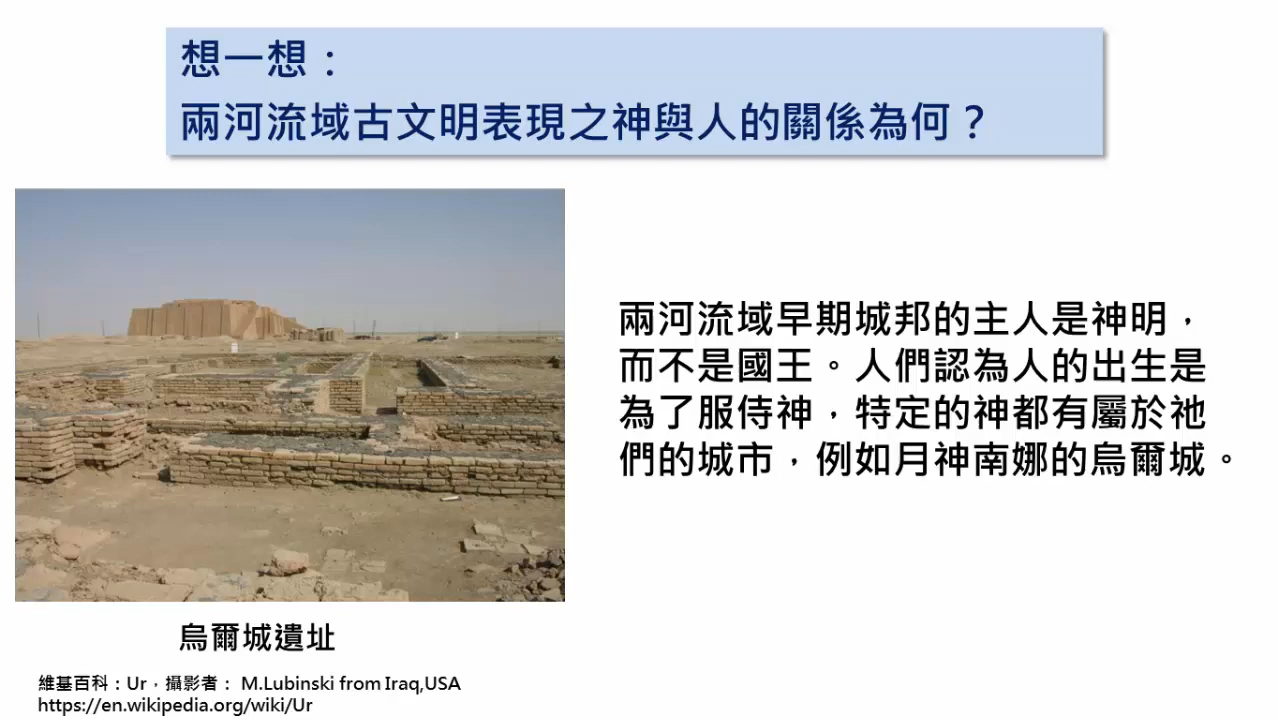 想一想：
兩河流域古文明表現之神與人的關係為何？
兩河流域早期城邦的主人是神明，
而不是國王。人們認為人的出生是
為了服侍神，特定的神都有屬於祂
們的城市，例如月神南娜的烏爾城。
烏爾城遺址
維基百科：Ur，攝影者： M.Lubinski from Iraq,USA
https://en.wikipedia.org/wiki/Ur